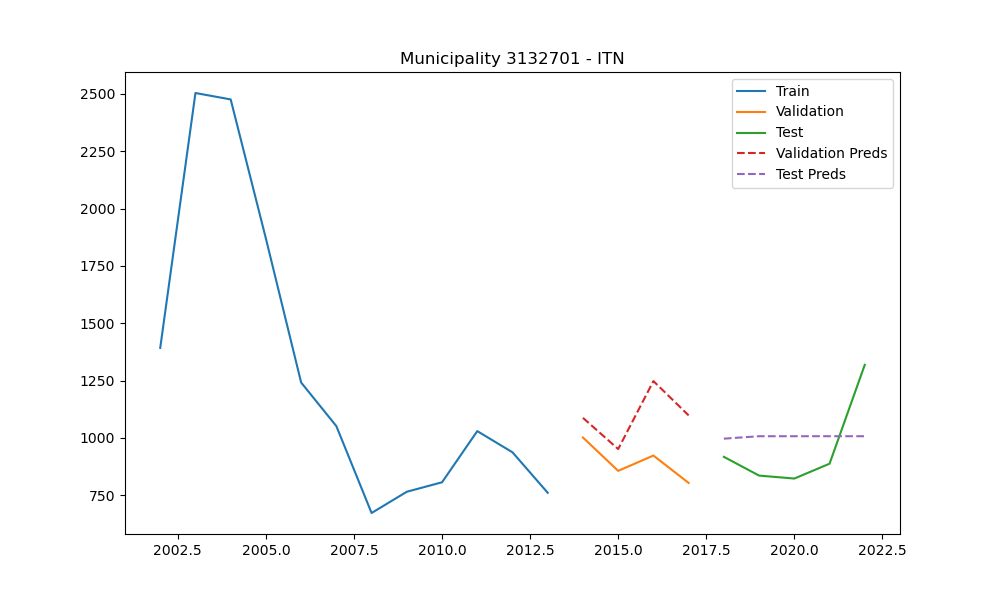 Municipality 3132701 - ITN
2500
2250
2000
1750
1500
1250
1000
750
Train
Validation
Test
Validation Preds
Test Preds
2002.5 2005.0 2007.5 2010.0 2012.5 2015.0 2017.5 2020.0 2022.5